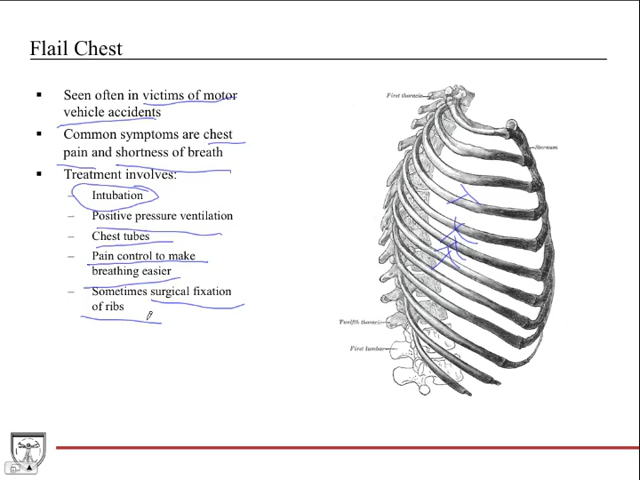 Flail Chest
Seen often in victims of motor
vehicle accidents
Common symptoms are chest
pain and shortness of breath
Treatment involves:
Intubation
Positive pressure ventilation
Chest tubes
Pain control to make
breathing easier
Sometimes surgical fixation
of ribs
First thoracic
Sternum
Twelfth thoracic
First lumbar